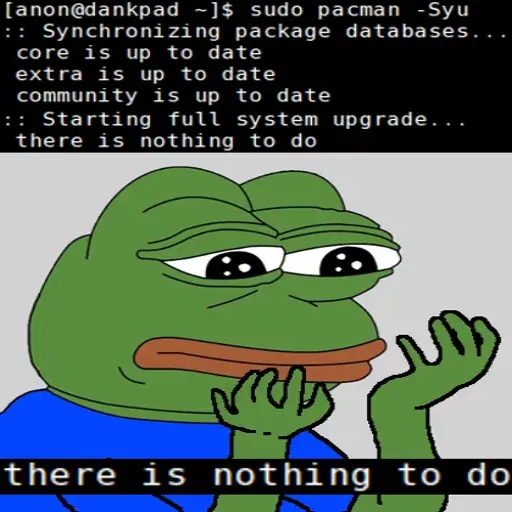 [anon@dankpad ~]$ sudo pacman -Syu
:: Synchronizing package databases...
core is up to date
extra is up to date
community is up to date
:: Starting full system upgrade...
there is nothing to do
there is nothing to do